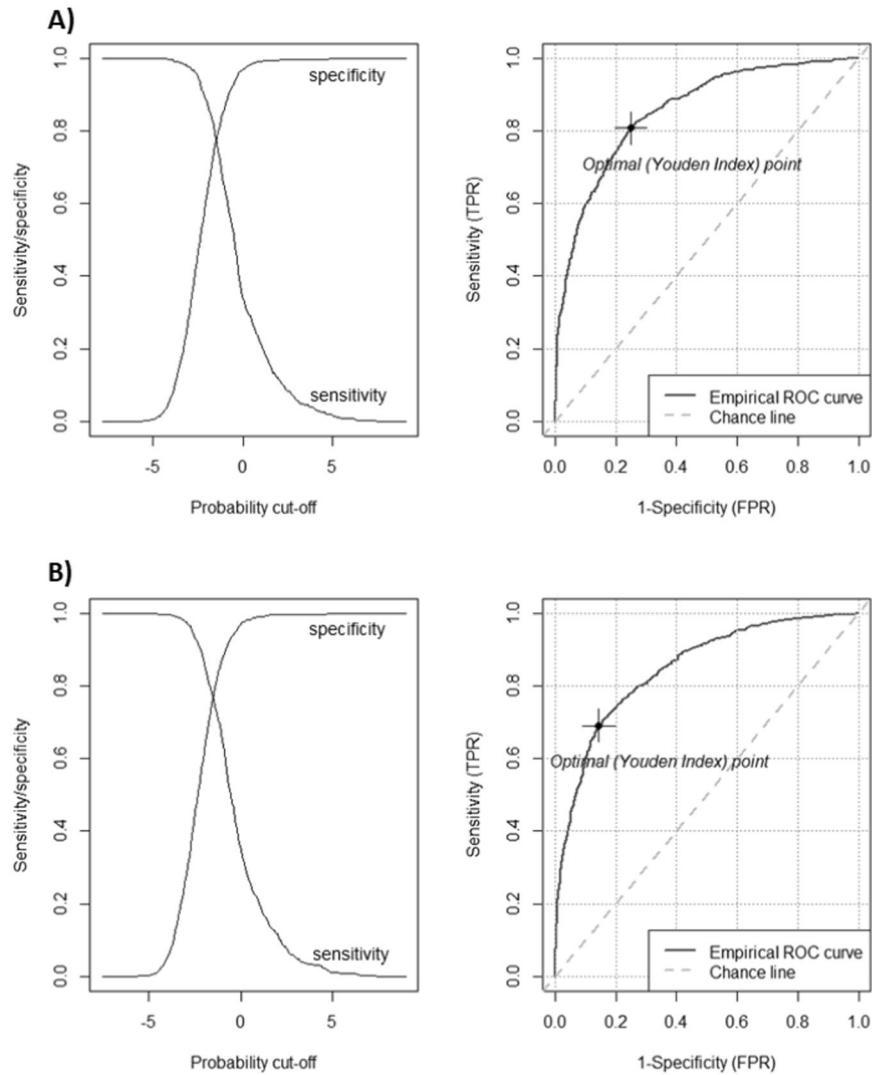 A)
Sensitivity/specificity
1.0
0.8
0.6
0.4
0.2
0.0
specificity
sensitivity
-5 0 5
Probability cut-off
Sensitivity (TPR)
1.0
0.8
0.6
0.4
0.2
0.0
Optimal (Youden Index) point
Empirical ROC curve
Chance line
0.0 0.2 0.4 0.6 0.8 1.0
1-Specificity (FPR)
B)
Sensitivity/specificity
1.0
0.8
0.6
0.4
0.2
0.0
specificity
sensitivity
-5 0 5
Probability cut-off
Sensitivity (TPR)
1.0
0.8
0.6
0.4
0.2
0.0
Optimal (Youden Index) point
Empirical ROC curve
Chance line
0.0 0.2 0.4 0.6 0.8 1.0
1-Specificity (FPR)